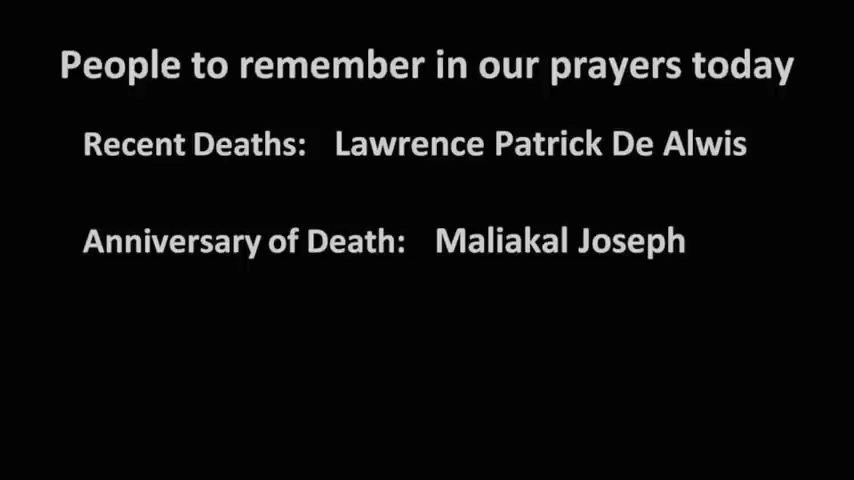 People to remember in our prayers today
Recent Deaths: Lawrence Patrick De Alwis
Anniversary of Death: Maliakal Joseph